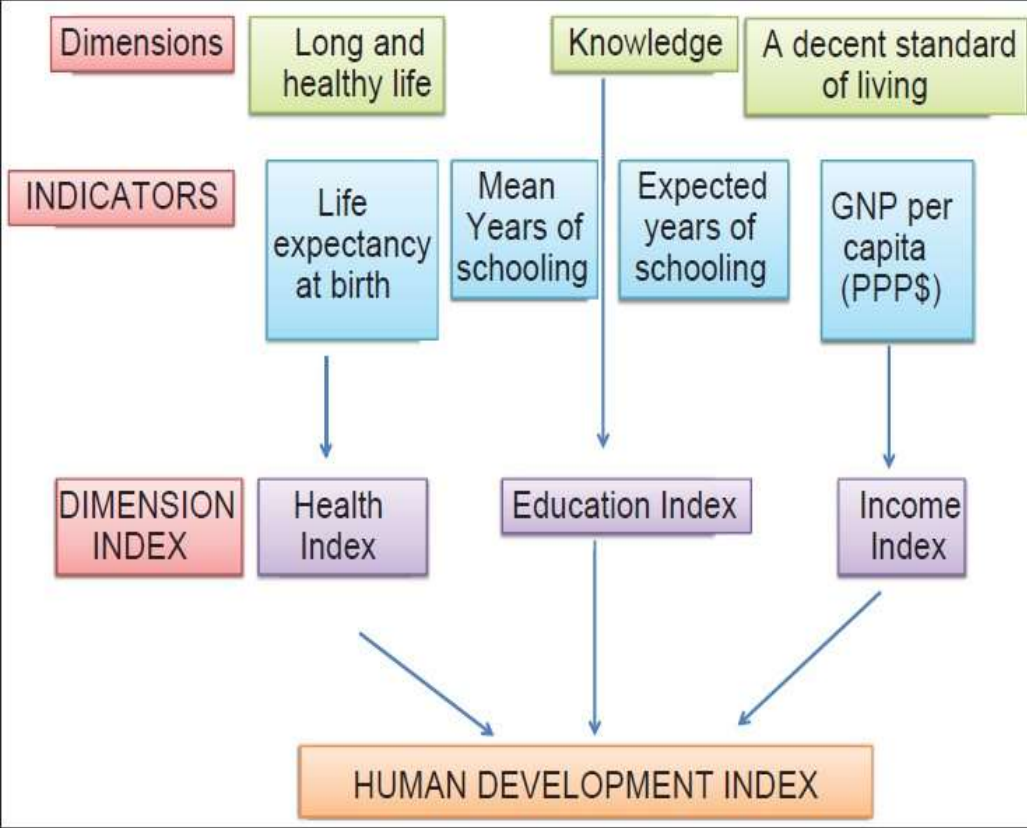 Dimensions
Long and
healthy life
Knowledge
A decent standard
of living
INDICATORS
Life
expectancy
at birth
Mean
Years of
schooling
Expected
years of
schooling
GNP per
capita
(PPP$)
DIMENSION
INDEX
Health
Index
Education Index
Income
Index
HUMAN DEVELOPMENT INDEX